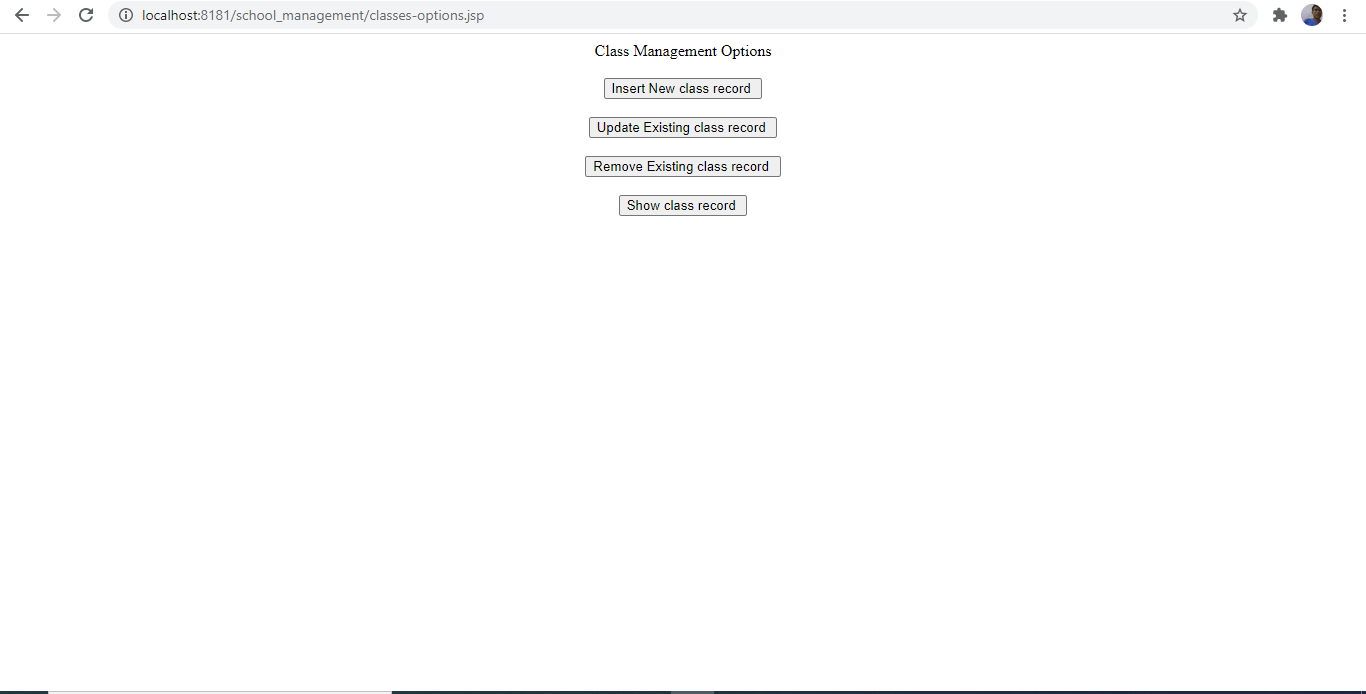 localhost:8181/school_management/classes-options.jsp
Class Management Options
Insert New class record
Update Existing class record
Remove Existing class record
Show class record